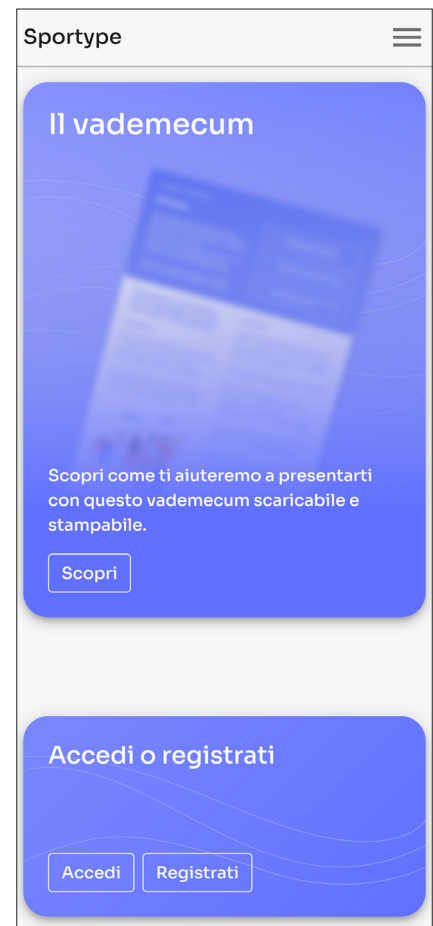 Sportype
Il vademecum
Scopri come ti aiuteremo a presentarti
con questo vademecum scaricabile e
stampabile.
Scopri
Accedi o registrati
Accedi
Registrati